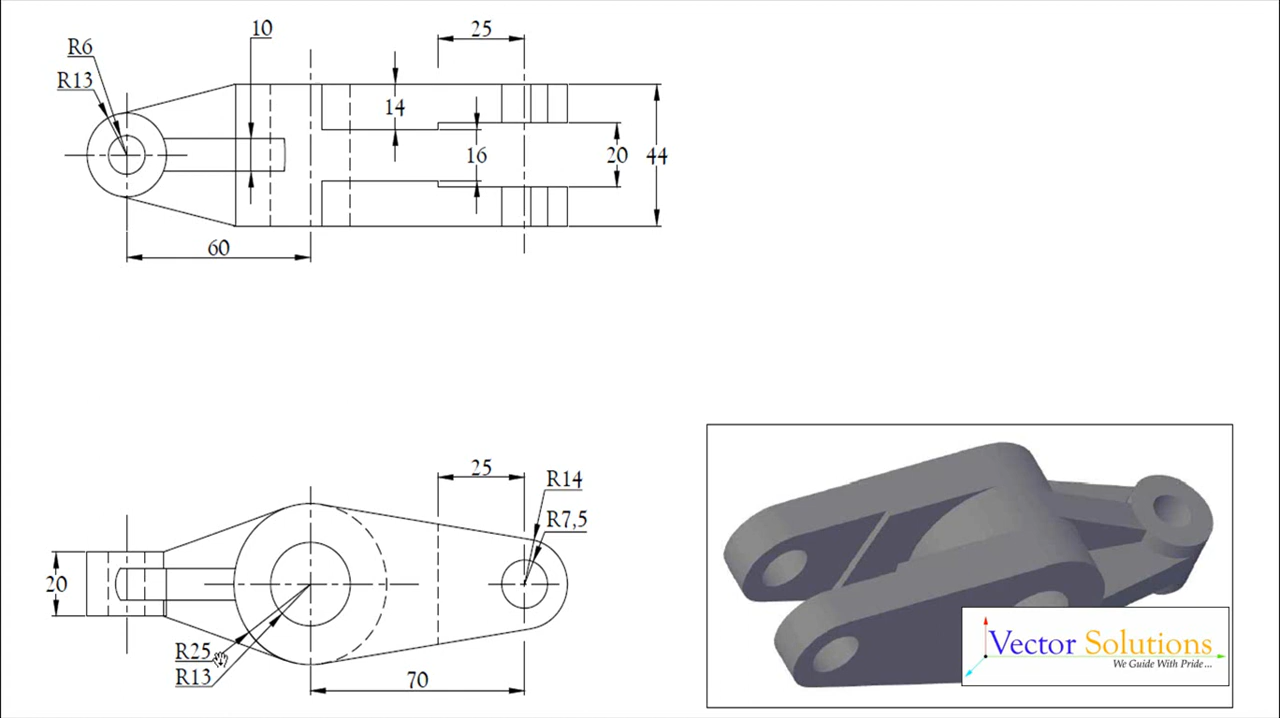 10
25
R6
R13
14
16
20
44
60
25
R14
R7,5
20
R25
R13
70
Vector Solutions
We Guide With Pride...